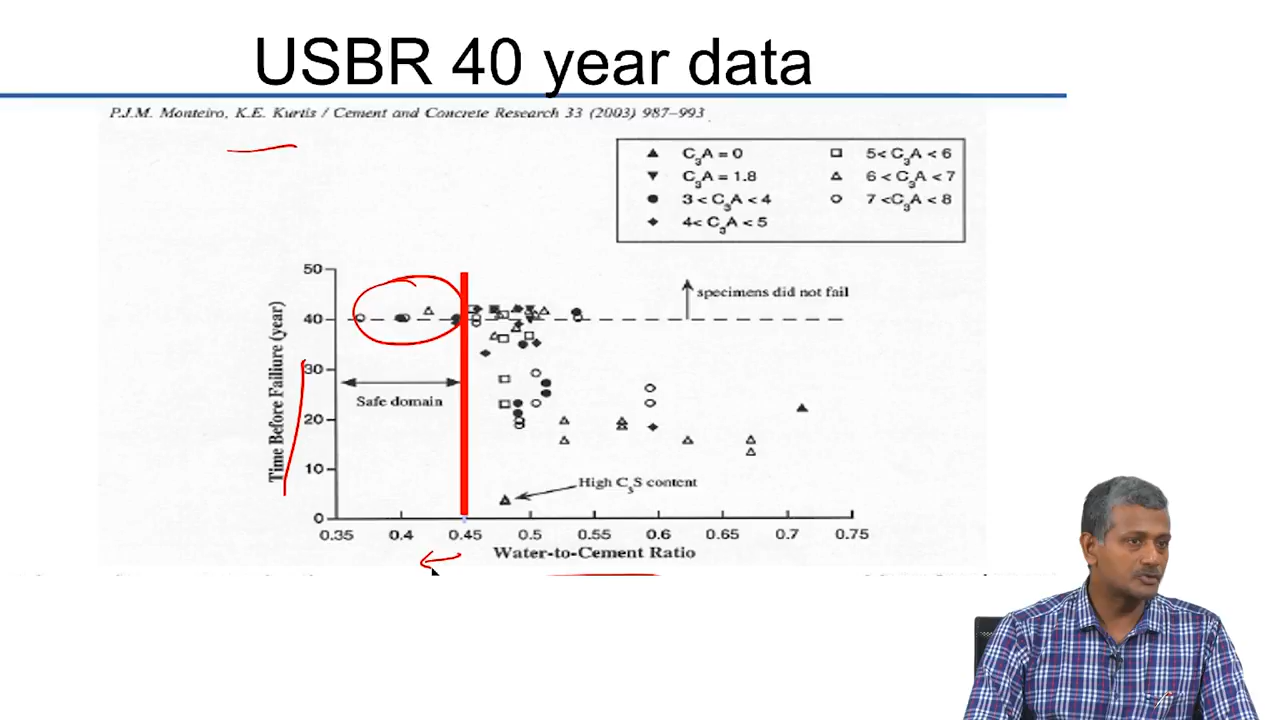 USBR 40 year data
P.J.M. Monteiro, K.E. Kurtis / Cement and Concrete Research 33 (2003) 987–993
C3A = 0
C3A = 1.8
3 < C3A < 4
4< C3A < 5
5< C3A < 6
6 < C3A < 7
7 <C3A < 8
50
40
30
20
10
0
Time Before Failiure (year)
specimens did not fail
Safe domain
High C3S content
0.35 0.4 0.45 0.5 0.55 0.6 0.65 0.7 0.75
Water-to-Cement Ratio